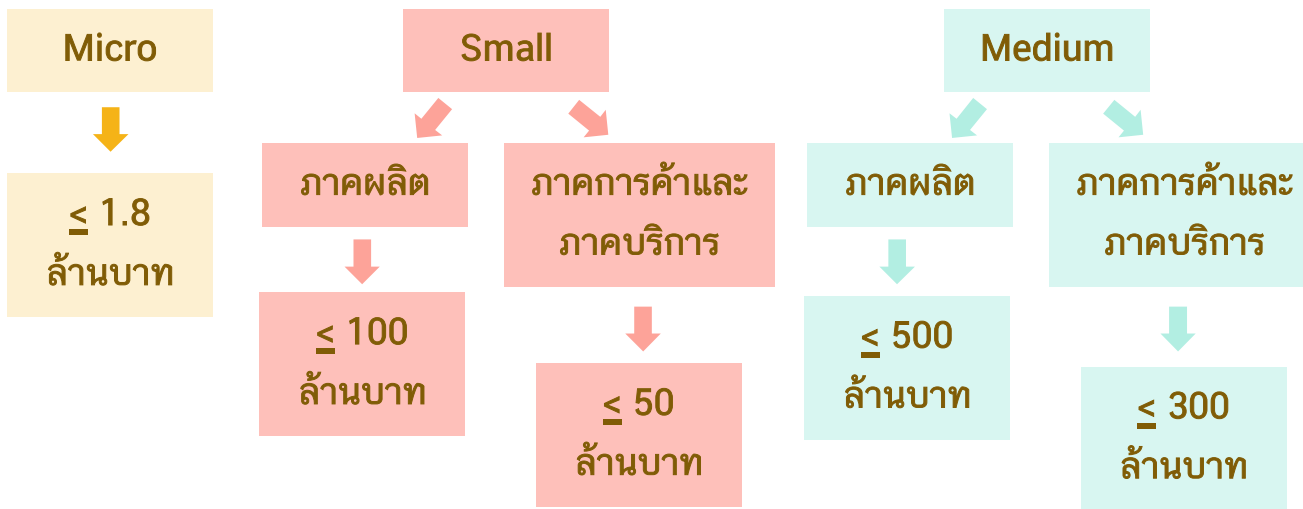 Micro
≤ 1.8
ล้านบาท
Small
ภาคผลิต
≤ 100
ล้านบาท
ภาคการค้าและ
ภาคบริการ
≤ 50
ล้านบาท
Medium
ภาคผลิต
≤ 500
ล้านบาท
ภาคการค้าและ
ภาคบริการ
≤ 300
ล้านบาท